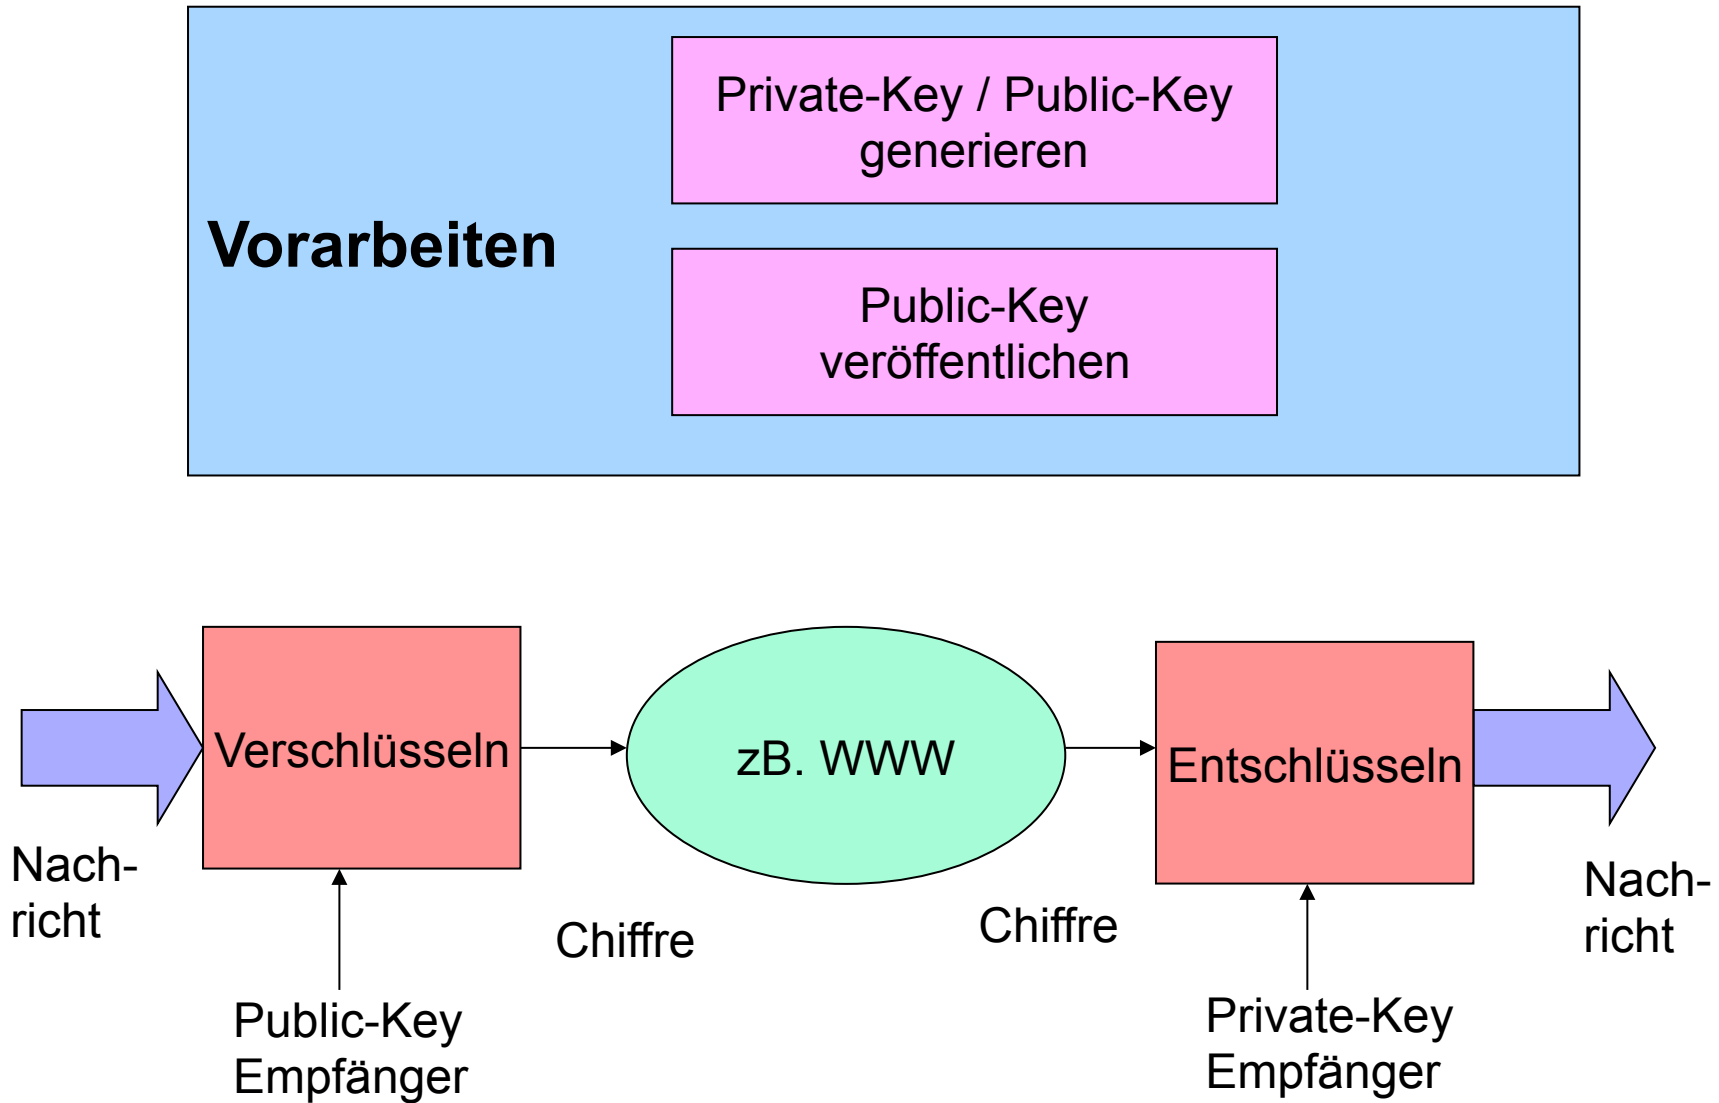 Private-Key / Public-Key
generieren
Vorarbeiten
Public-Key
veröffentlichen
Verschlüsseln
zB. WWW
Entschlüsseln
Nach-
richt
Chiffre
Chiffre
Nach-
richt
Public-Key
Empfänger
Private-Key
Empfänger